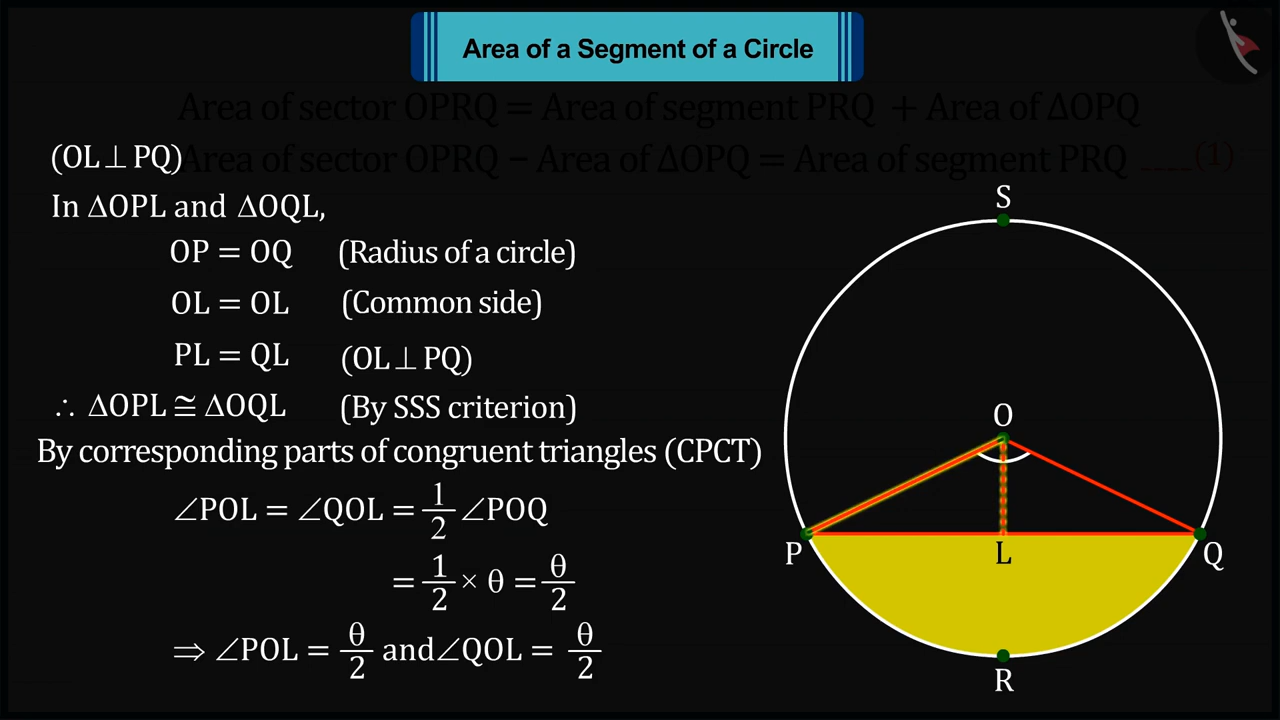 Area of a Segment of a Circle
Area of sector OPRQ = Area of segment PRQ + Area of ΔOPQ
Area of sector OPRQ − Area of ΔOPQ = Area of segment PRQ ----(1)
(OL⊥PQ)
In ΔOPL and ΔOQL,
OP = OQ (Radius of a circle)
OL = OL (Common side)
PL = QL (OL⊥PQ)
∴ ΔOPL ≅ ΔOQL (By SSS criterion)
By corresponding parts of congruent triangles (CPCT)
∠POL = ∠QOL = 1/2 ∠POQ
= 1/2 × θ = θ/2
⇒ ∠POL = θ/2 and∠QOL = θ/2
S
O
P
L
Q
R